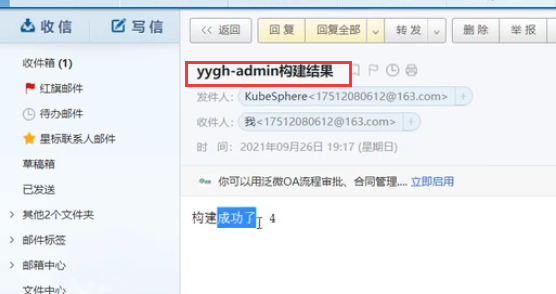 收信 写信
收件箱 (1)
红旗邮件
待办邮件
星标联系人邮件
草稿箱
已发送
其他2个文件夹
邮件标签
邮箱中心
文件中心
<< 返回 回复 回复全部 转发 删除 举报
yygh-admin构建结果
发件人： KubeSphere<17512080612@163.com> +
收件人： 我<17512080612@163.com> +
时 间： 2021年09月26日 19:17 (星期日)
你可以用泛微OA流程审批、合同管理.... 立即启用
构建成功了 4